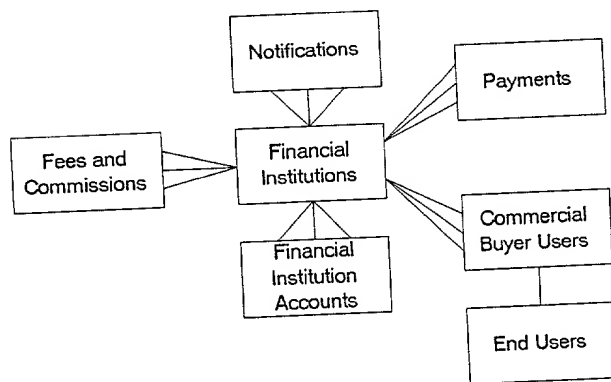 Notifications
Payments
Fees and
Commissions
Financial
Institutions
Commercial
Buyer Users
Financial
Institution
Accounts
End Users